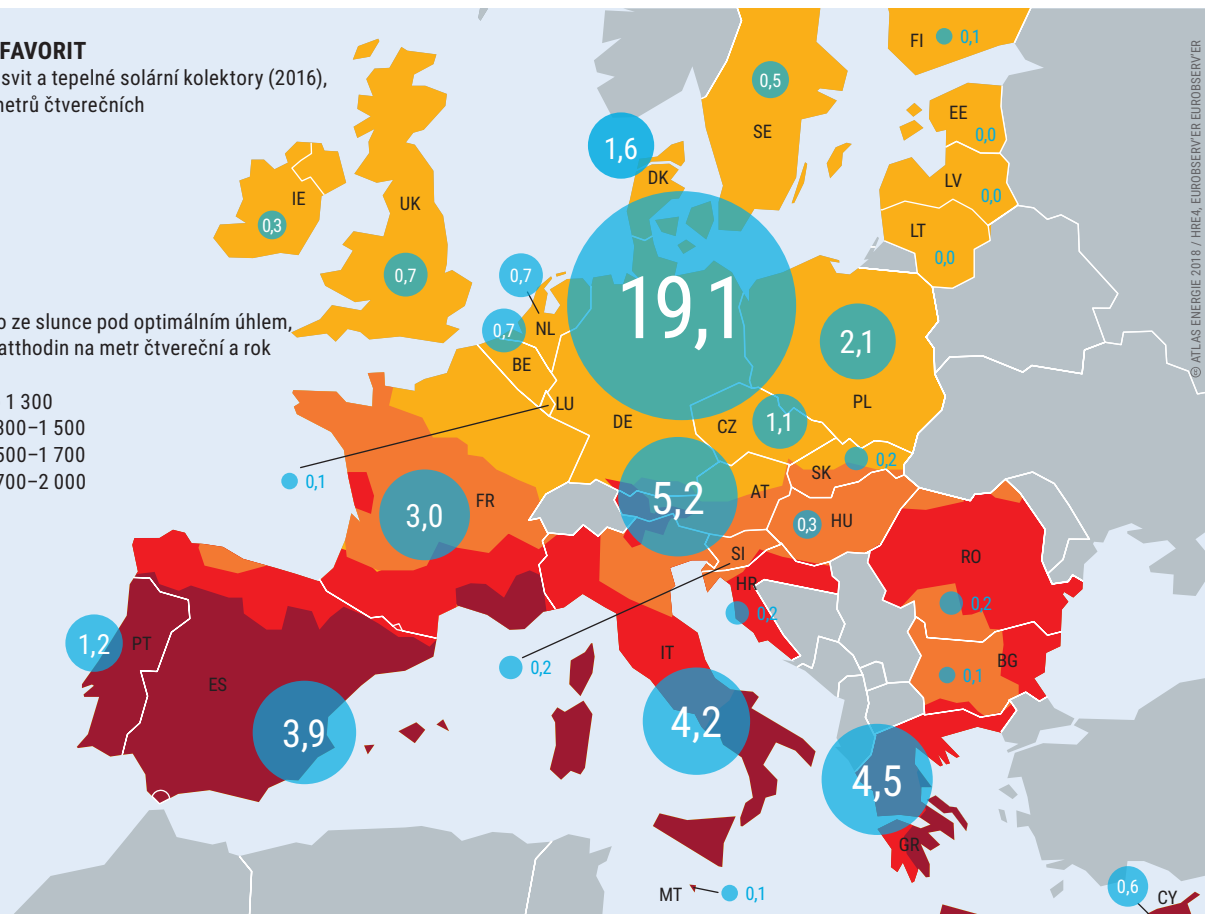 FAVORIT
svit a tepelné solární kolektory (2016),
metrů čtverečních
FI
0,1
0,5
SE
EE
0,0
1,6
DK
LV
0,0
IE
UK
LT
0,3
0,0
0,7
0,7
19,1
o ze slunce pod optimálním úhlem,
atthodin na metr čtvereční a rok
0,7
NL
2,1
BE
1 300
300–1 500
500–1 700
700–2 000
LU
DE
CZ
1,1
PL
0,1
SK
0,2
3,0
FR
5,2
AT
0,3
HU
SI
RO
HR
0,2
0,2
1,2
PT
ES
0,2
IT
BG
0,1
3,9
4,2
4,5
GR
MT
0,1
0,6
CY
© ATLAS ENERGIE 2018 / HRE4, EUROBSERV'ER EUROBSERV'ER